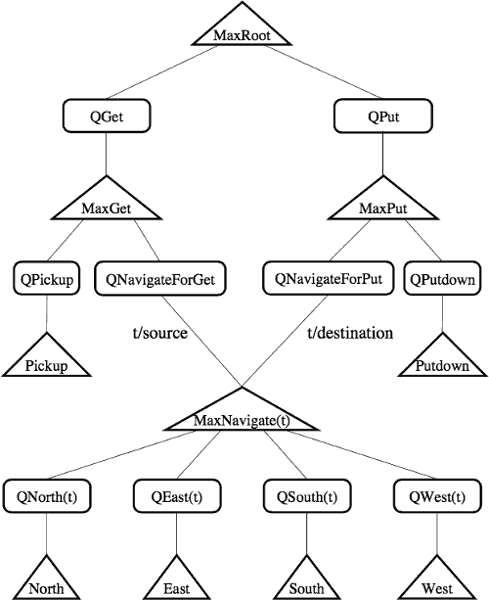 MaxRoot
QGet
QPut
MaxGet
MaxPut
QPickup
QNavigateForGet
QNavigateForPut
QPutdown
t/source
t/destination
Pickup
Putdown
MaxNavigate(t)
QNorth(t)
QEast(t)
QSouth(t)
QWest(t)
North
East
South
West